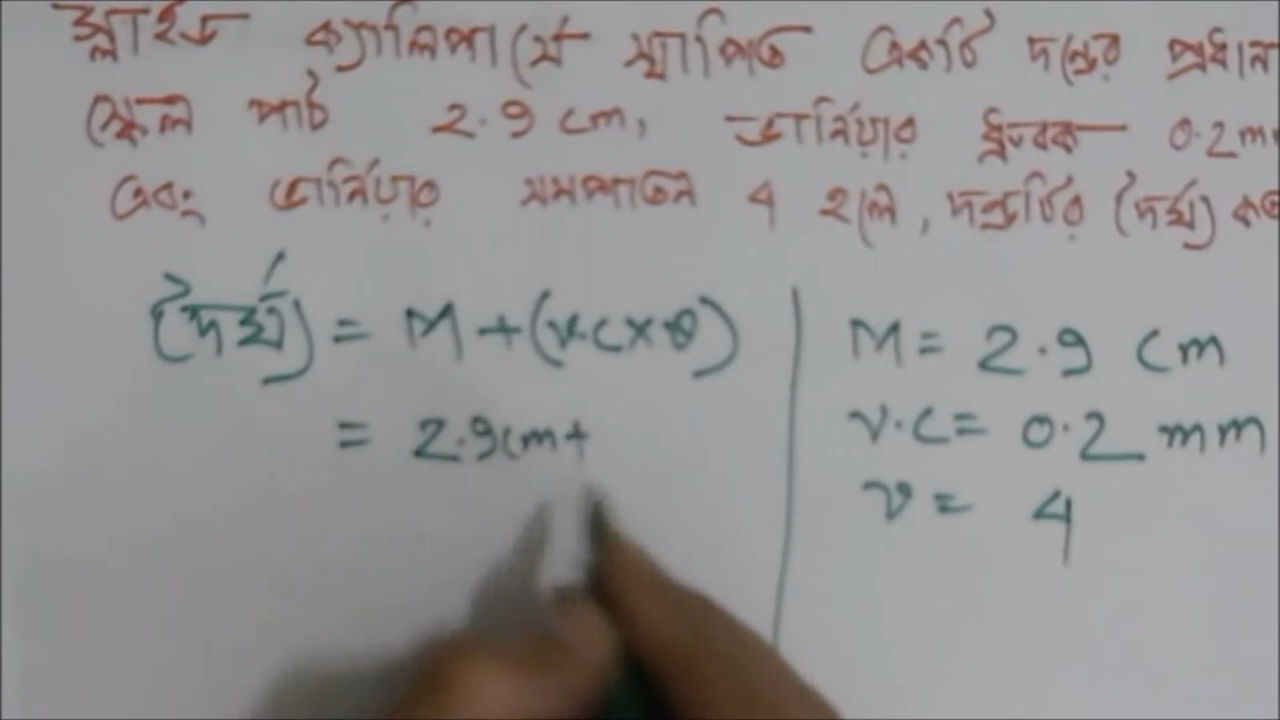 স্লাইড ক্যালিপার্সে স্থাপিত একটি দন্ডের প্রধান
স্কেল পাঠ 2.9 cm, ভার্নিয়ার ধ্রুবক 0.2m
এবং ভার্নিয়ার সমপাতন 4 হলে, দন্ডটির দৈর্ঘ্য কত
দৈর্ঘ্য = M + (v.c × v)
= 2.9cm+
M = 2.9 cm
v.c = 0.2 mm
v = 4